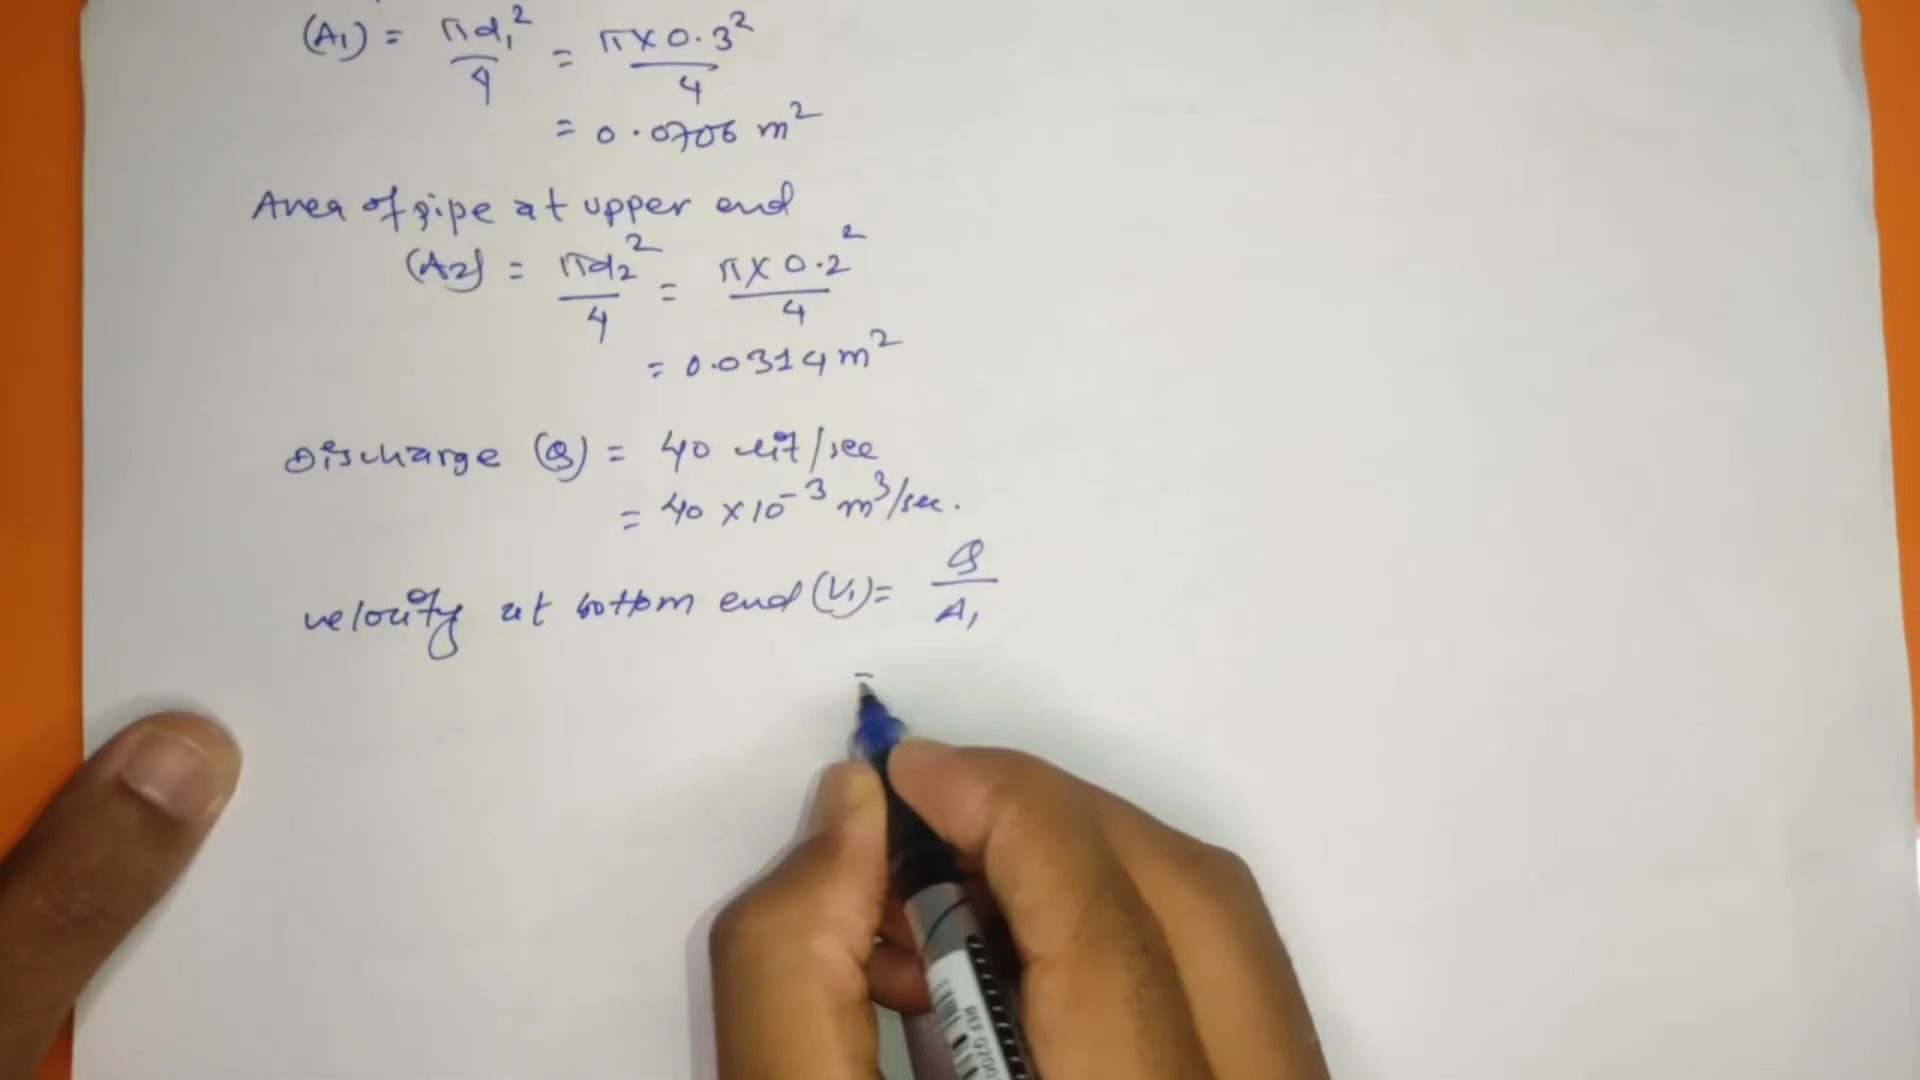 (A1) = πd₁² / 4 = π × 0.3² / 4
= 0.0706 m²
Area of pipe at upper end
(A2) = πd₂² / 4 = π × 0.2² / 4
= 0.0314 m²
Discharge (Q) = 40 lit/sec
= 40 × 10⁻³ m³/sec.
velocity at bottom end (V₁) = Q / A₁
=